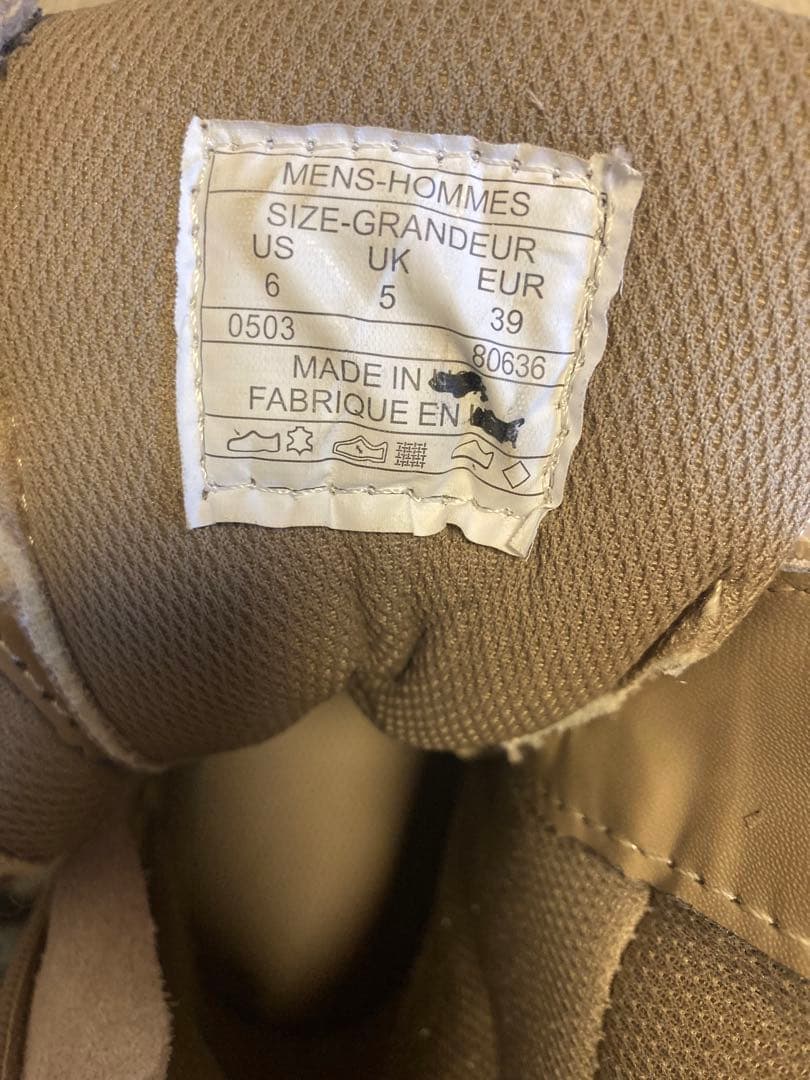 MENS-HOMMES
SIZE-GRANDEUR
US UK EUR
6 5 39
0503 80636
MADE IN
FABRIQUE EN